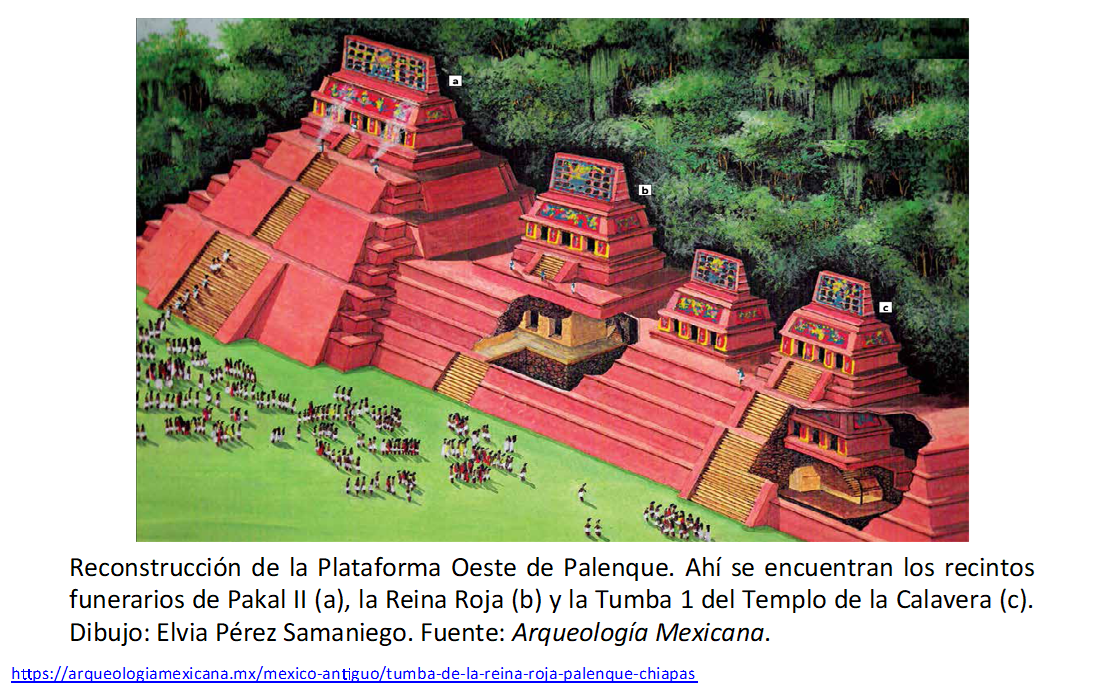 a
b
c
Reconstrucción de la Plataforma Oeste de Palenque. Ahí se encuentran los recintos
funerarios de Pakal II (a), la Reina Roja (b) y la Tumba 1 del Templo de la Calavera (c).
Dibujo: Elvia Pérez Samaniego. Fuente: Arqueología Mexicana.
https://arqueologiamexicana.mx/mexico-antiguo/tumba-de-la-reina-roja-palenque-chiapas